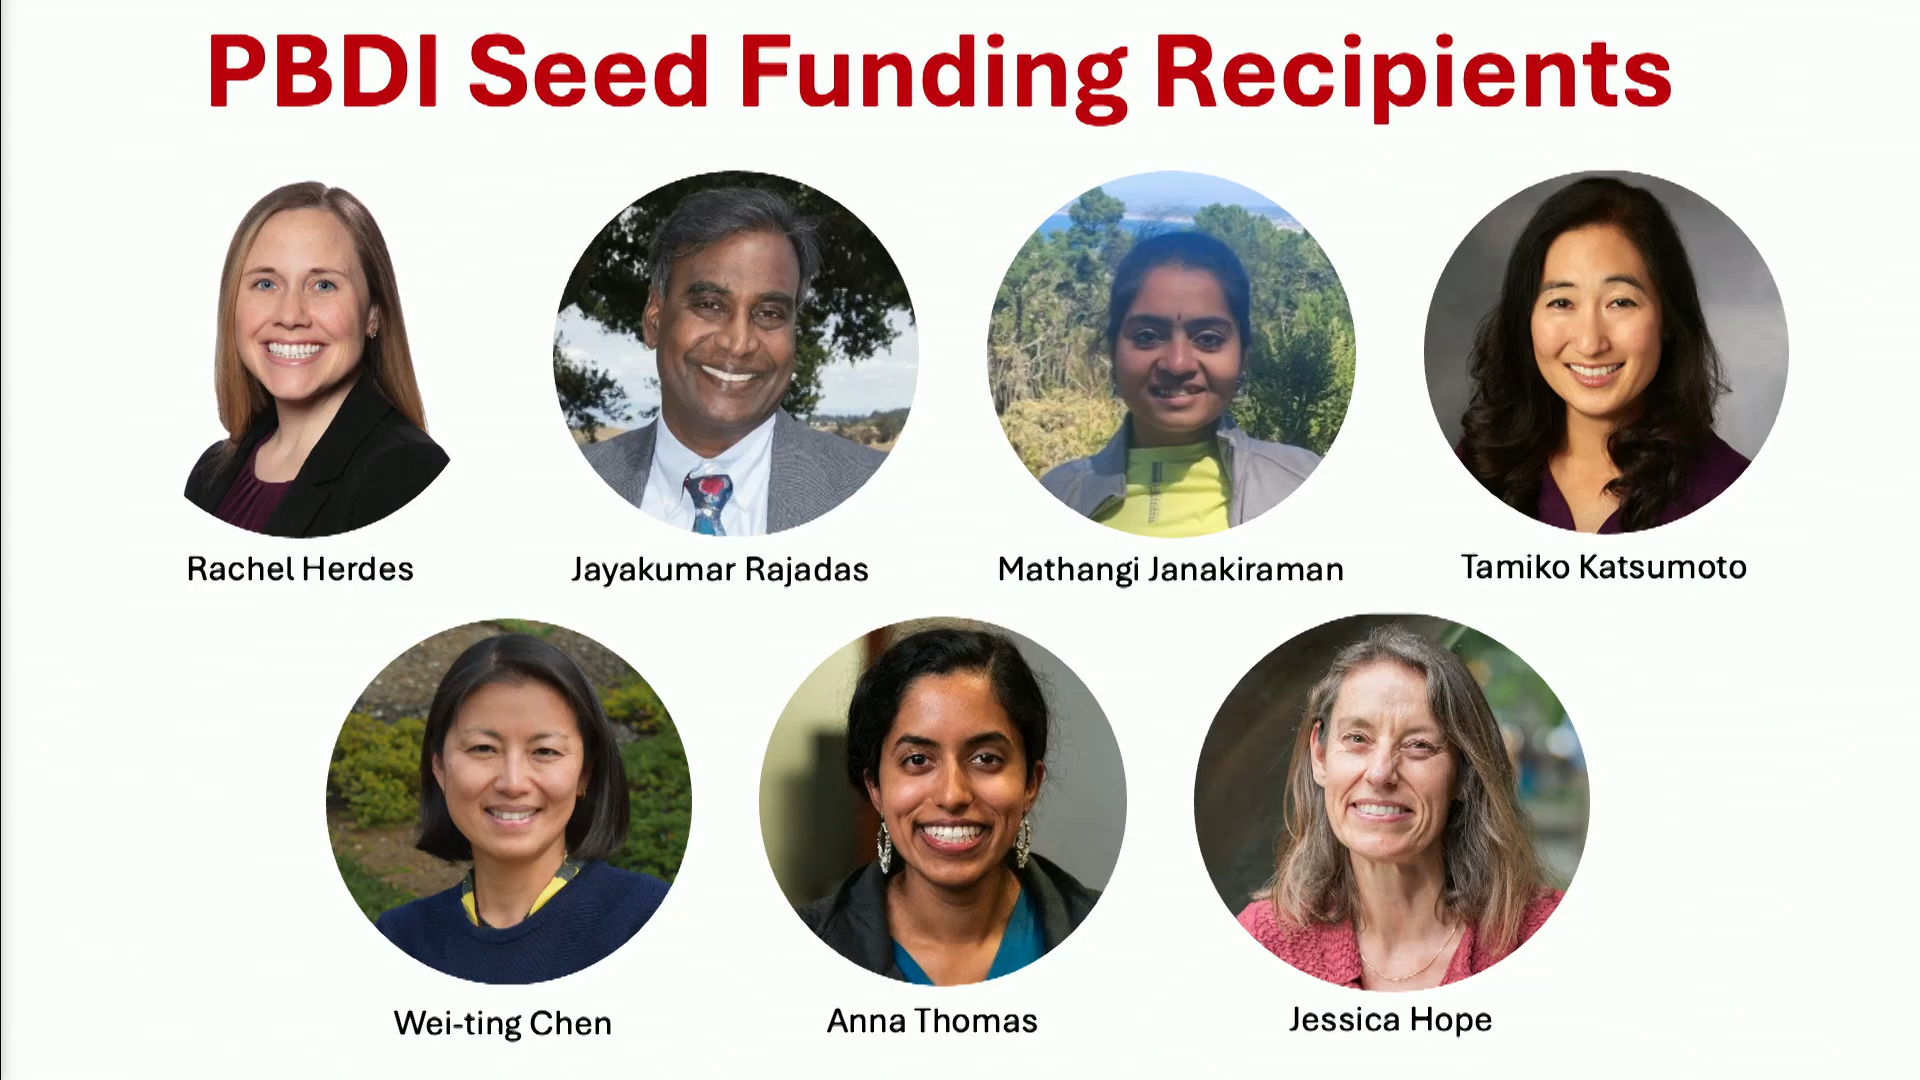 PBDI Seed Funding Recipients
Rachel Herdes
Jayakumar Rajadas
Mathangi Janakiraman
Tamiko Katsumoto
Wei-ting Chen
Anna Thomas
Jessica Hope